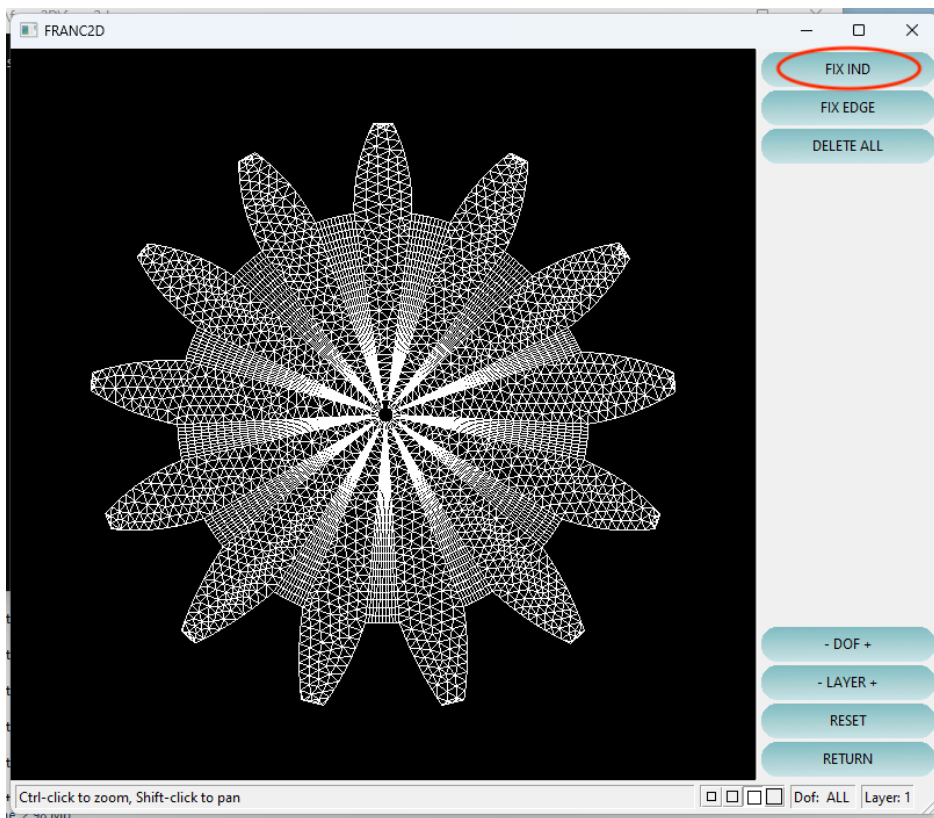 FRANC2D
FIX IND
FIX EDGE
DELETE ALL
- DOF +
- LAYER +
RESET
RETURN
Ctrl-click to zoom, Shift-click to pan
Dof: ALL
Layer: 1